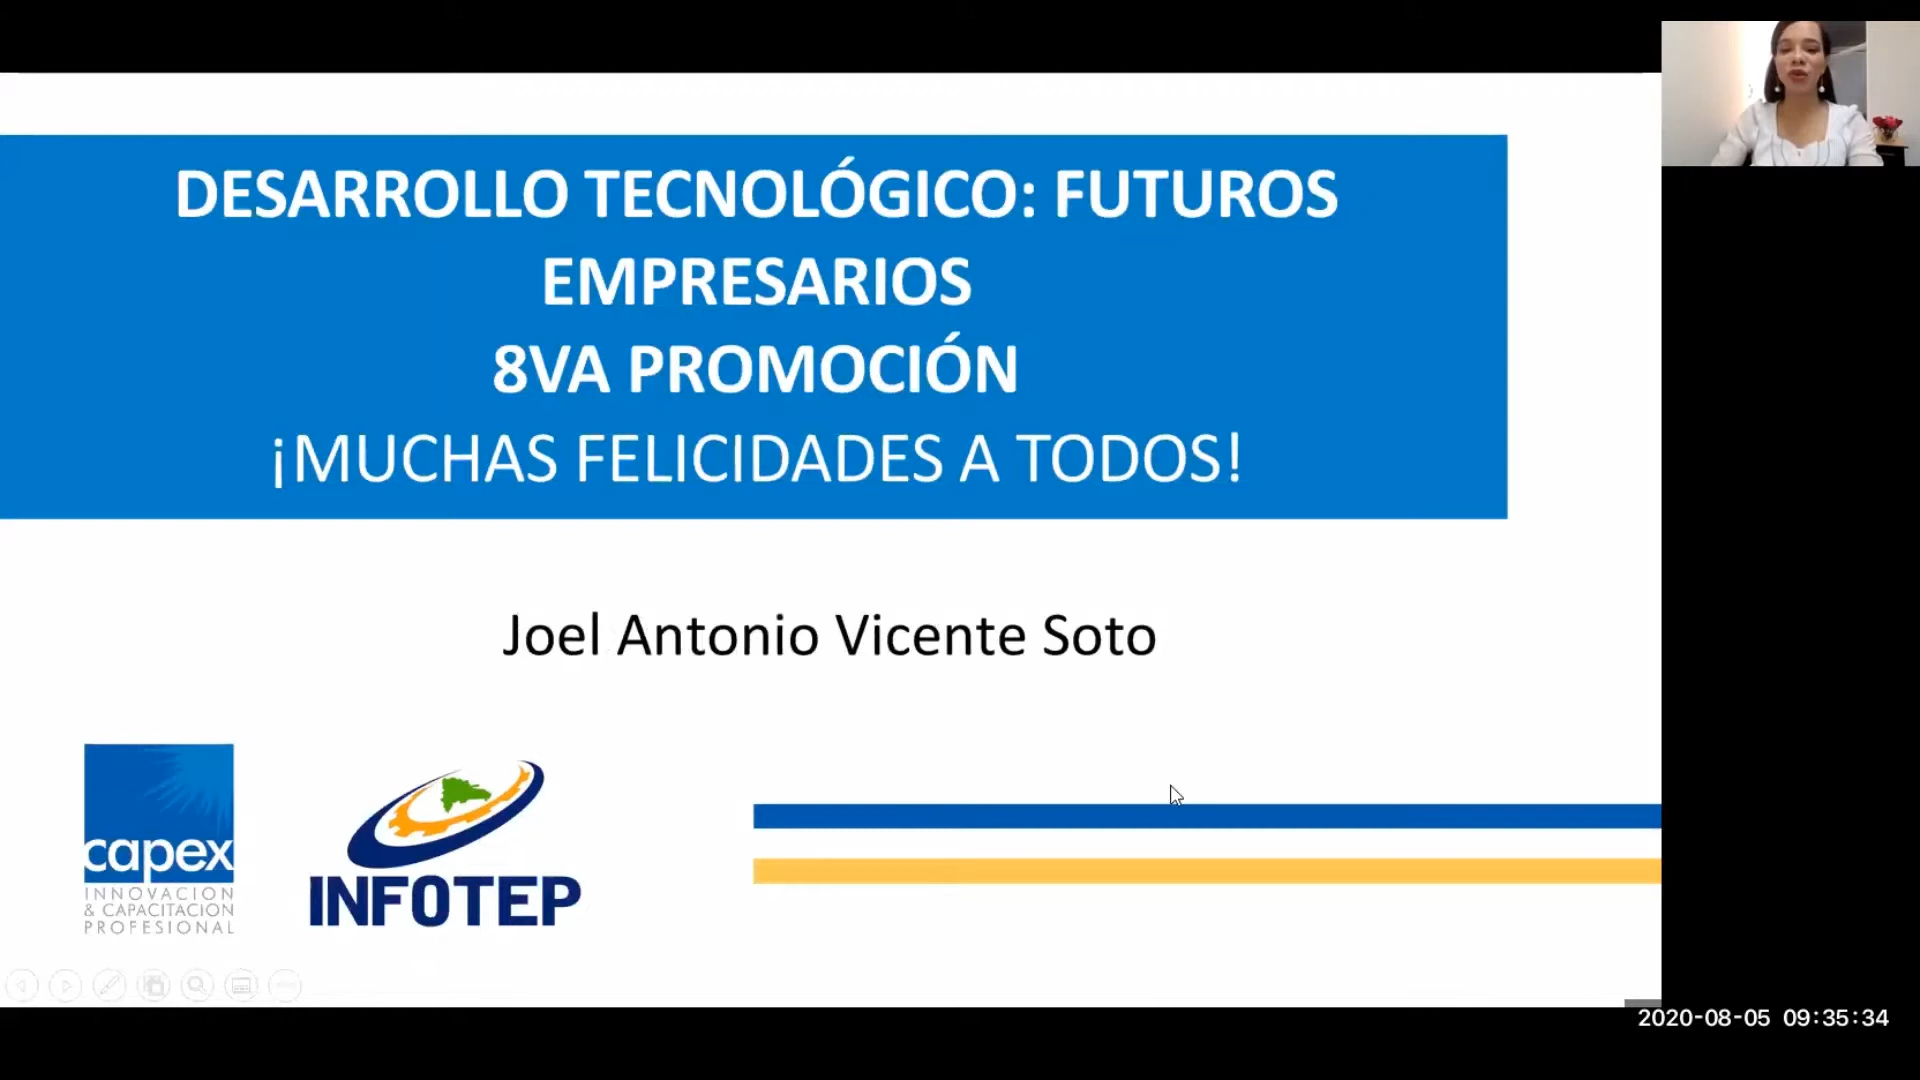 DESARROLLO TECNOLÓGICO: FUTUROS
EMPRESARIOS
8VA PROMOCIÓN
¡MUCHAS FELICIDADES A TODOS!
Joel Antonio Vicente Soto
capex
INNOVACION
& CAPACITACION
PROFESIONAL
INFOTEP
2020-08-05 09:35:34